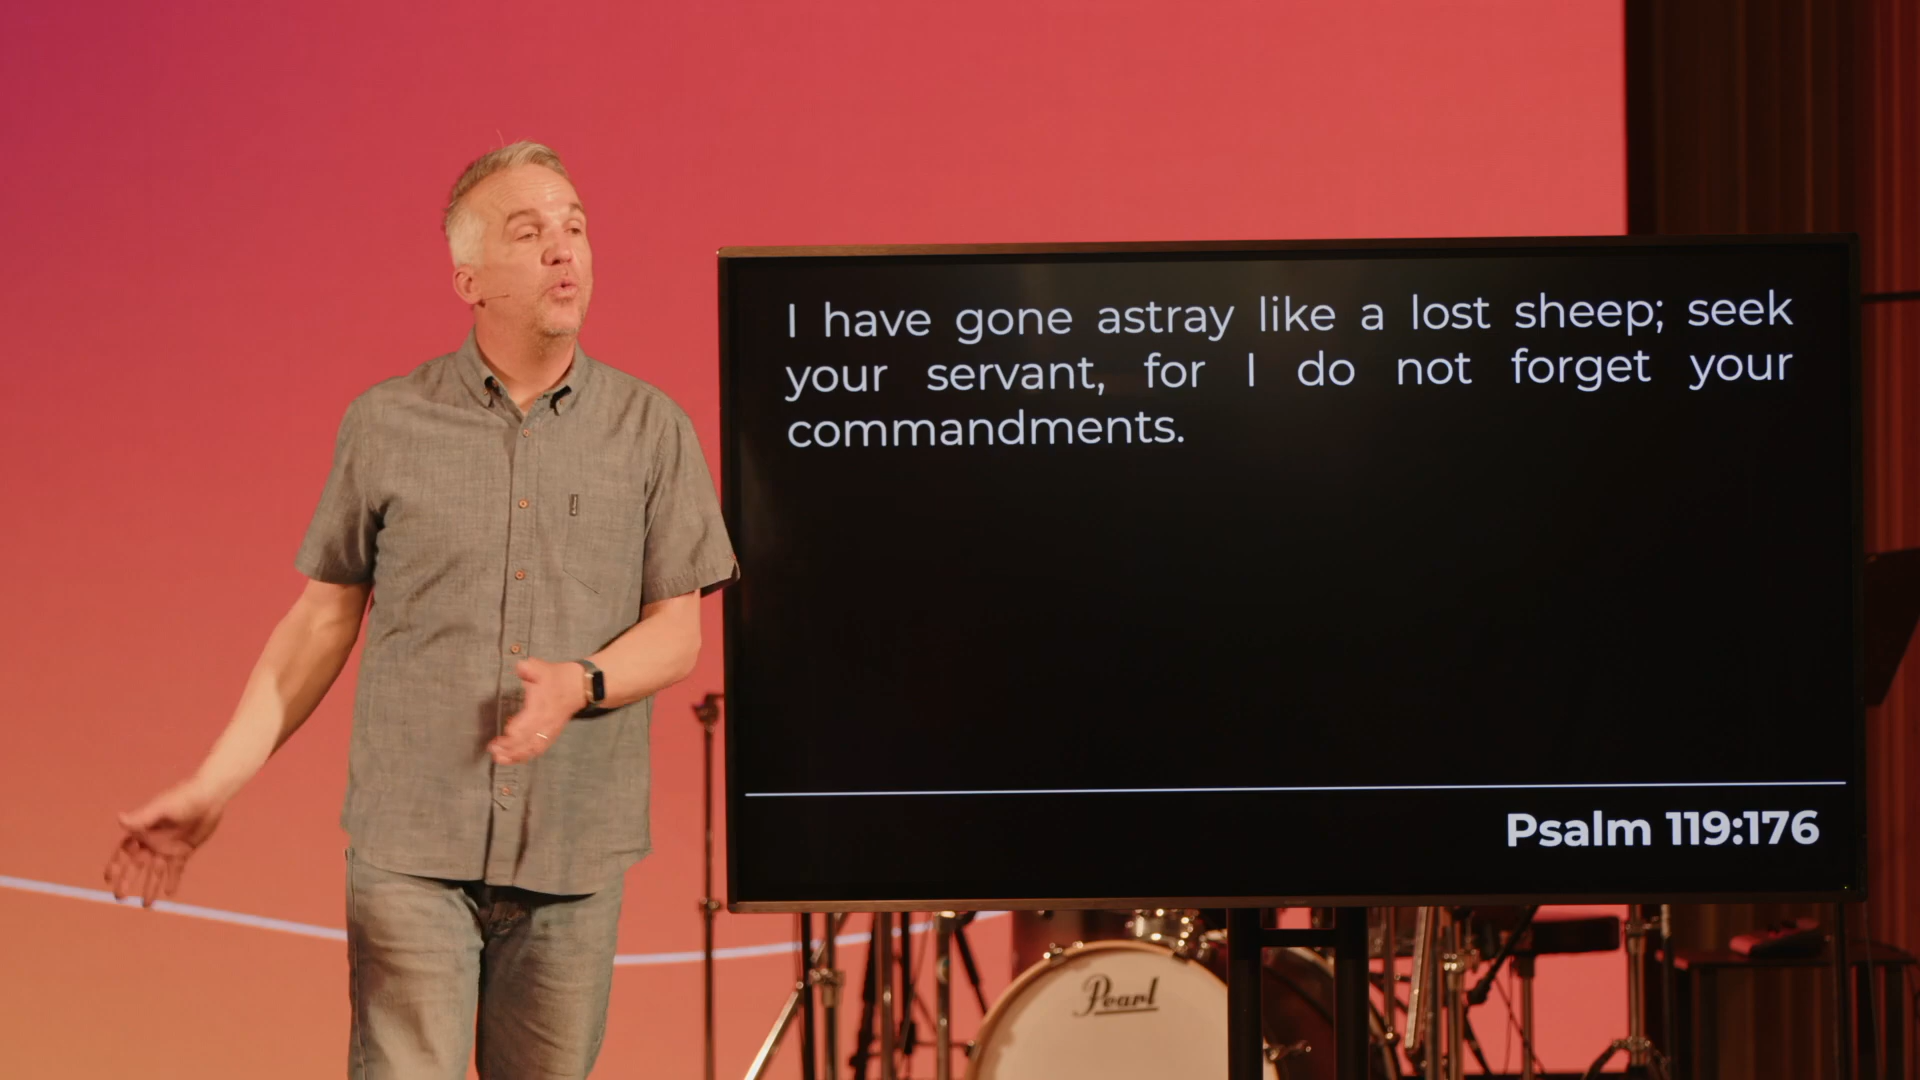 I have gone astray like a lost sheep; seek
your servant, for I do not forget your
commandments.
Psalm 119:176
Pearl